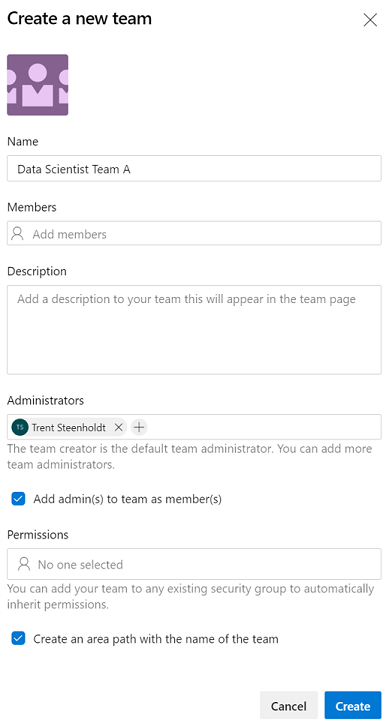 Create a new team
Name
Data Scientist Team A
Members
Add members
Description
Add a description to your team this will appear in the team page
Administrators
TS Trent Steenholdt
The team creator is the default team administrator. You can add more
team administrators.
Add admin(s) to team as member(s)
Permissions
No one selected
You can add your team to any existing security group to automatically
inherit permissions.
Create an area path with the name of the team
Cancel Create